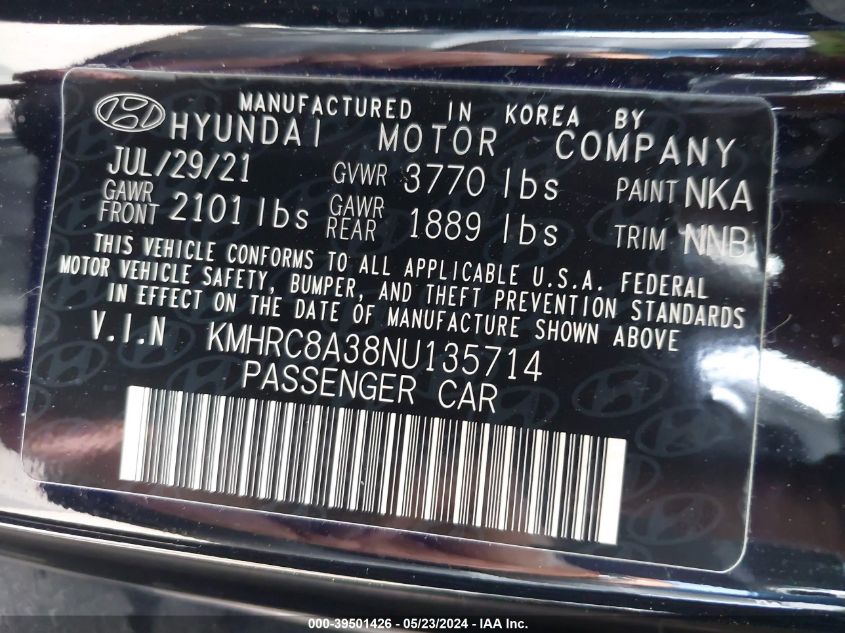 MANUFACTURED IN KOREA BY
HYUNDAI MOTOR COMPANY
JUL/29/21 GVWR 3770 lbs PAINT NKA
GAWR FRONT 2101 lbs GAWR REAR 1889 lbs TRIM NNB
THIS VEHICLE CONFORMS TO ALL APPLICABLE U.S.A. FEDERAL
MOTOR VEHICLE SAFETY, BUMPER, AND THEFT PREVENTION STANDARDS
IN EFFECT ON THE DATE OF MANUFACTURE SHOWN ABOVE
V.I.N KMHRC8A38NU135714
PASSENGER CAR
000-39501426 - 05/23/2024 - IAA Inc.